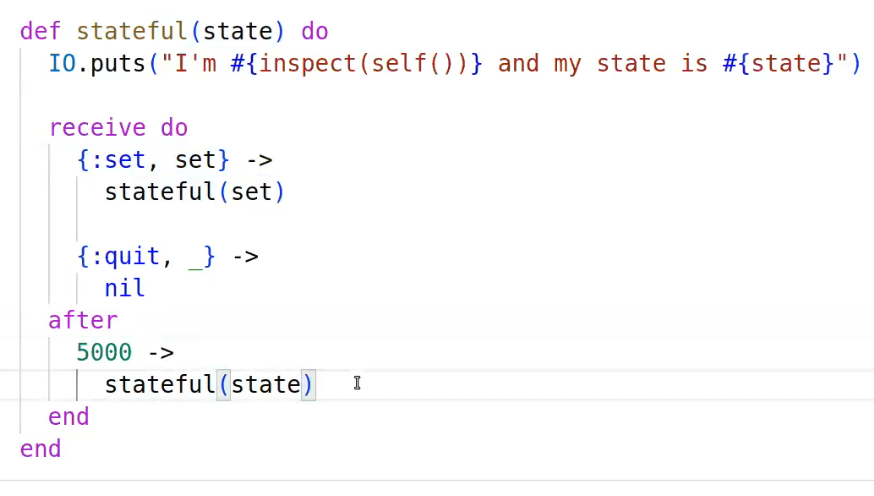 def stateful(state) do
IO.puts("I'm #{inspect(self())} and my state is #{state}")
receive do
{:set, set} ->
stateful(set)
{:quit, _} ->
nil
after
5000 ->
stateful(state)
end
end